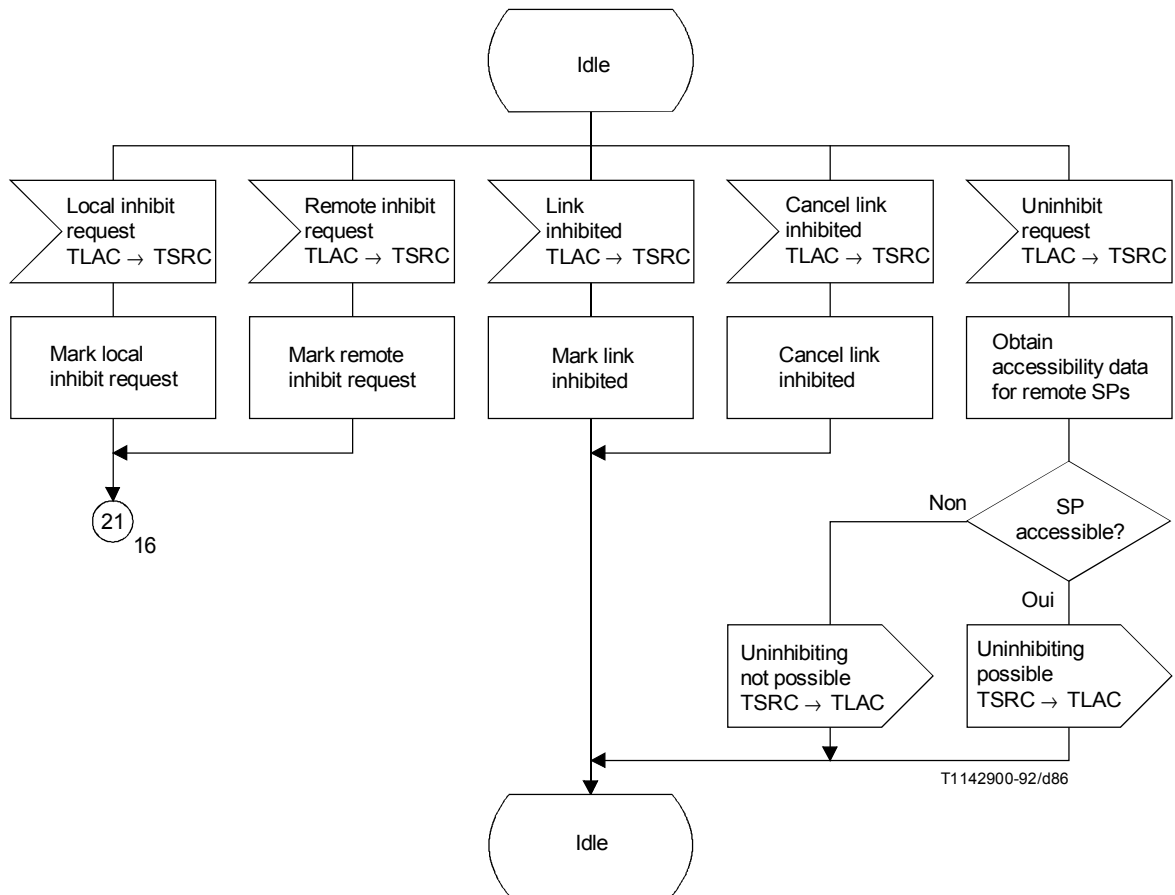 Idle
Local inhibit
request
TLAC → TSRC
Remote inhibit
request
TLAC → TSRC
Link
inhibited
TLAC → TSRC
Cancel link
inhibited
TLAC → TSRC
Uninhibit
request
TLAC → TSRC
Mark local
inhibit request
Mark remote
inhibit request
Mark link
inhibited
Cancel link
inhibited
Obtain
accessibility data
for remote SPs
21
16
Non
SP
accessible?
Oui
Uninhibiting
not possible
TSRC → TLAC
Uninhibiting
possible
TSRC → TLAC
T1142900-92/d86
Idle